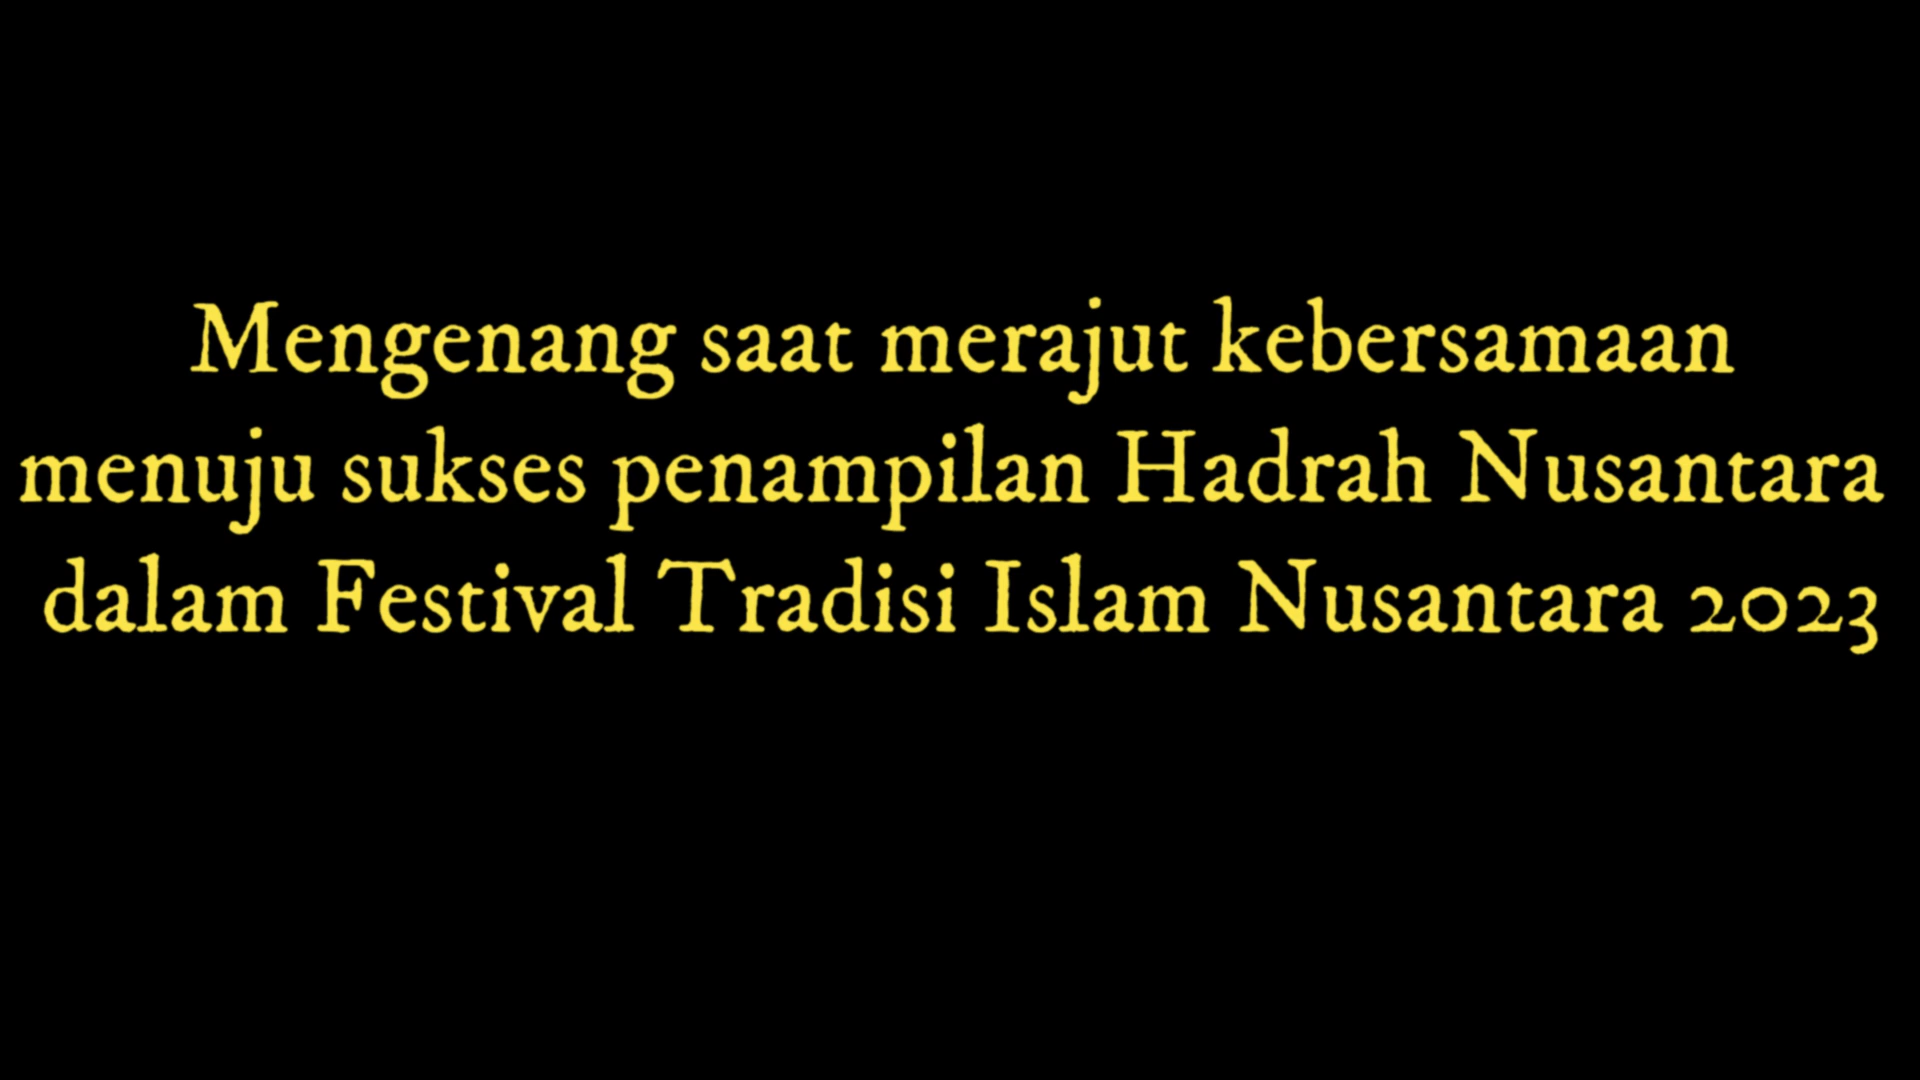 Mengenang saat merajut kebersamaan
menuju sukses penampilan Hadrah Nusantara
dalam Festival Tradisi Islam Nusantara 2023